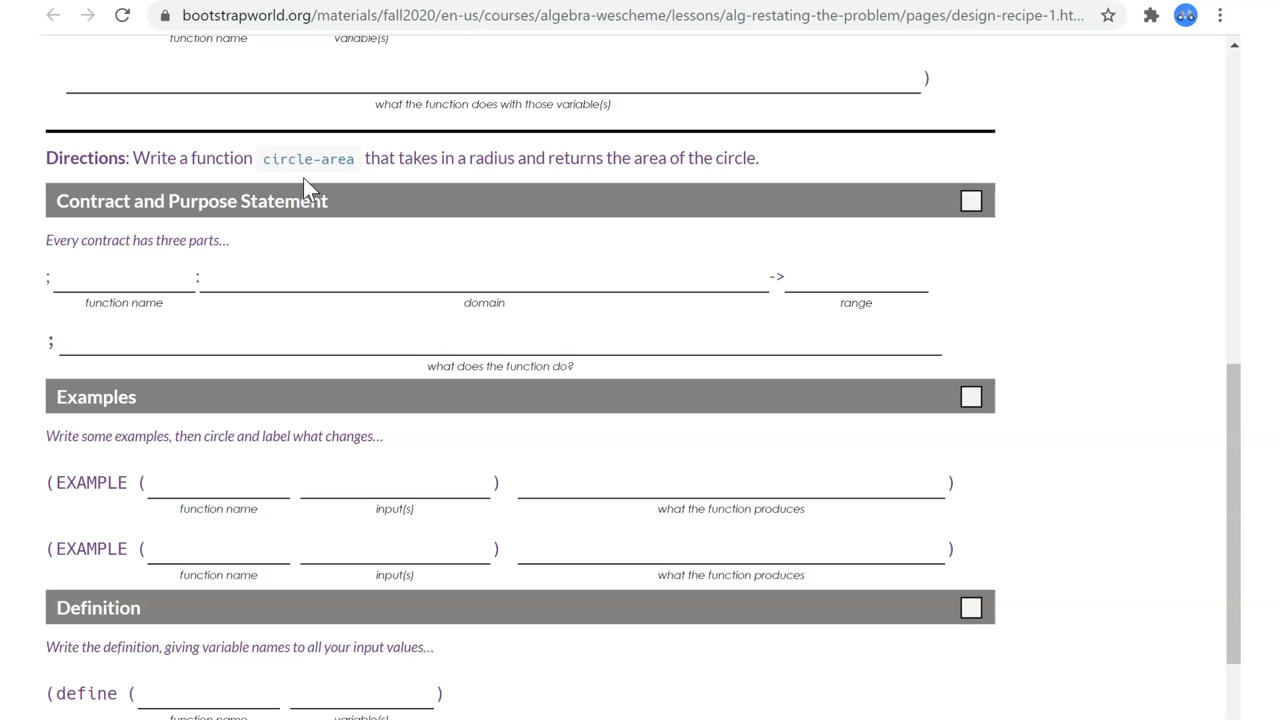 bootstrapworld.org/materials/fall2020/en-us/courses/algebra-wescheme/lessons/alg-restating-the-problem/pages/design-recipe-1.ht...
function name variable(s)
)
what the function does with those variable(s)
Directions: Write a function circle-area that takes in a radius and returns the area of the circle.
Contract and Purpose Statement
Every contract has three parts...
; : ->
function name domain range
;
what does the function do?
Examples
Write some examples, then circle and label what changes...
(EXAMPLE ( ) )
function name input(s) what the function produces
(EXAMPLE ( ) )
function name input(s) what the function produces
Definition
Write the definition, giving variable names to all your input values...
(define ( )
function name variable(s)